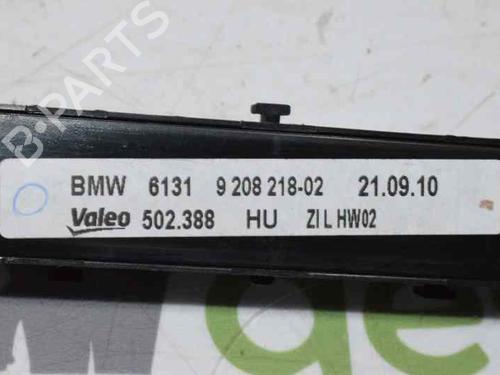 B-PARTS
BMW 6131 9 208 218-02 21.09.10
Valeo 502.388 HU ZI L HW02